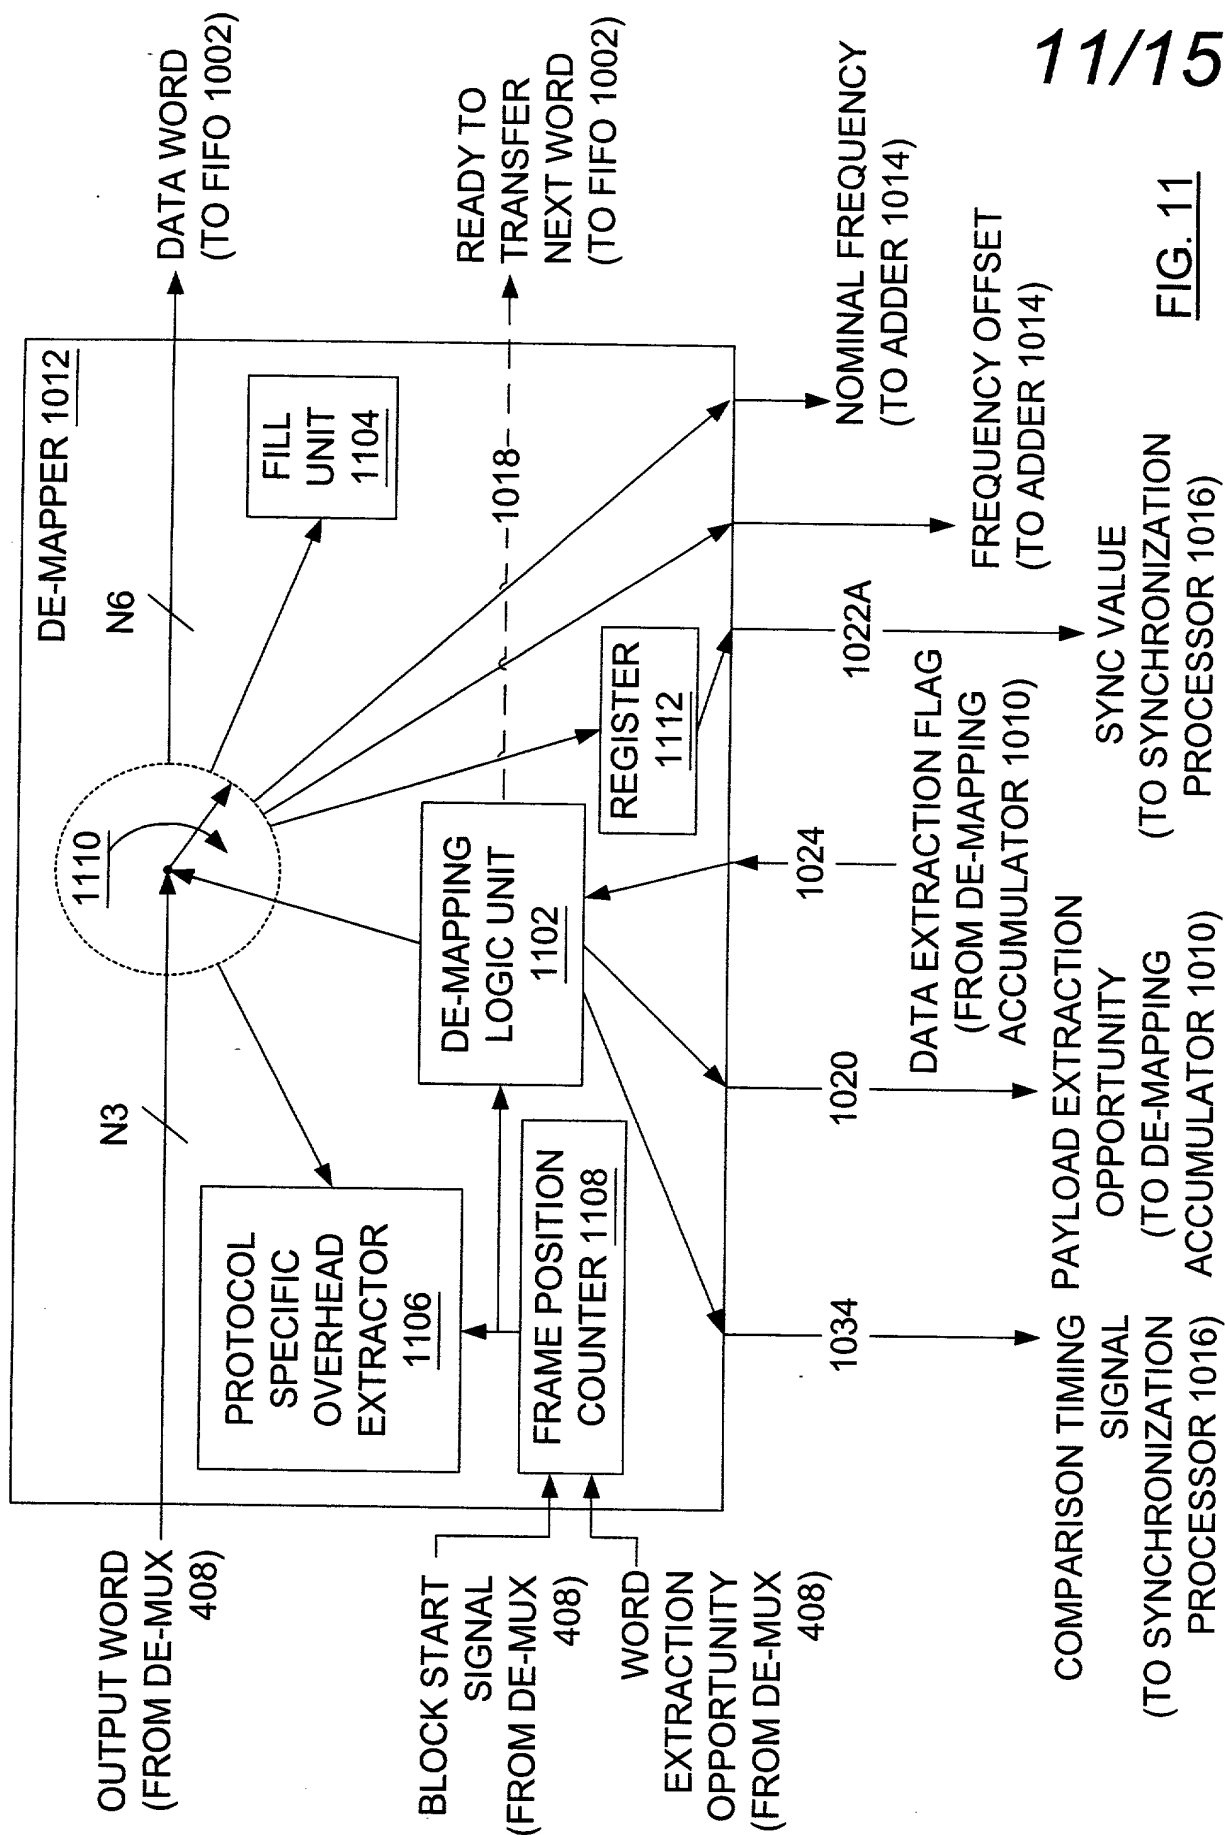 11/15
OUTPUT WORD
(FROM DE-MUX
408)
BLOCK START
SIGNAL
(FROM DE-MUX
408)
WORD
EXTRACTION
OPPORTUNITY
(FROM DE-MUX
408)
DE-MAPPER 1012
N3
N6
1110
PROTOCOL
SPECIFIC
OVERHEAD
EXTRACTOR
1106
FRAME POSITION
COUNTER 1108
DE-MAPPING
LOGIC UNIT
1102
FILL
UNIT
1104
REGISTER
1112
1018
DATA WORD
(TO FIFO 1002)
READY TO
TRANSFER
NEXT WORD
(TO FIFO 1002)
1034
COMPARISON TIMING
SIGNAL
(TO SYNCHRONIZATION
PROCESSOR 1016)
1020
PAYLOAD EXTRACTION
OPPORTUNITY
(TO DE-MAPPING
ACCUMULATOR 1010)
1024
DATA EXTRACTION FLAG
(FROM DE-MAPPING
ACCUMULATOR 1010)
1022A
SYNC VALUE
(TO SYNCHRONIZATION
PROCESSOR 1016)
FREQUENCY OFFSET
(TO ADDER 1014)
NOMINAL FREQUENCY
(TO ADDER 1014)
FIG. 11